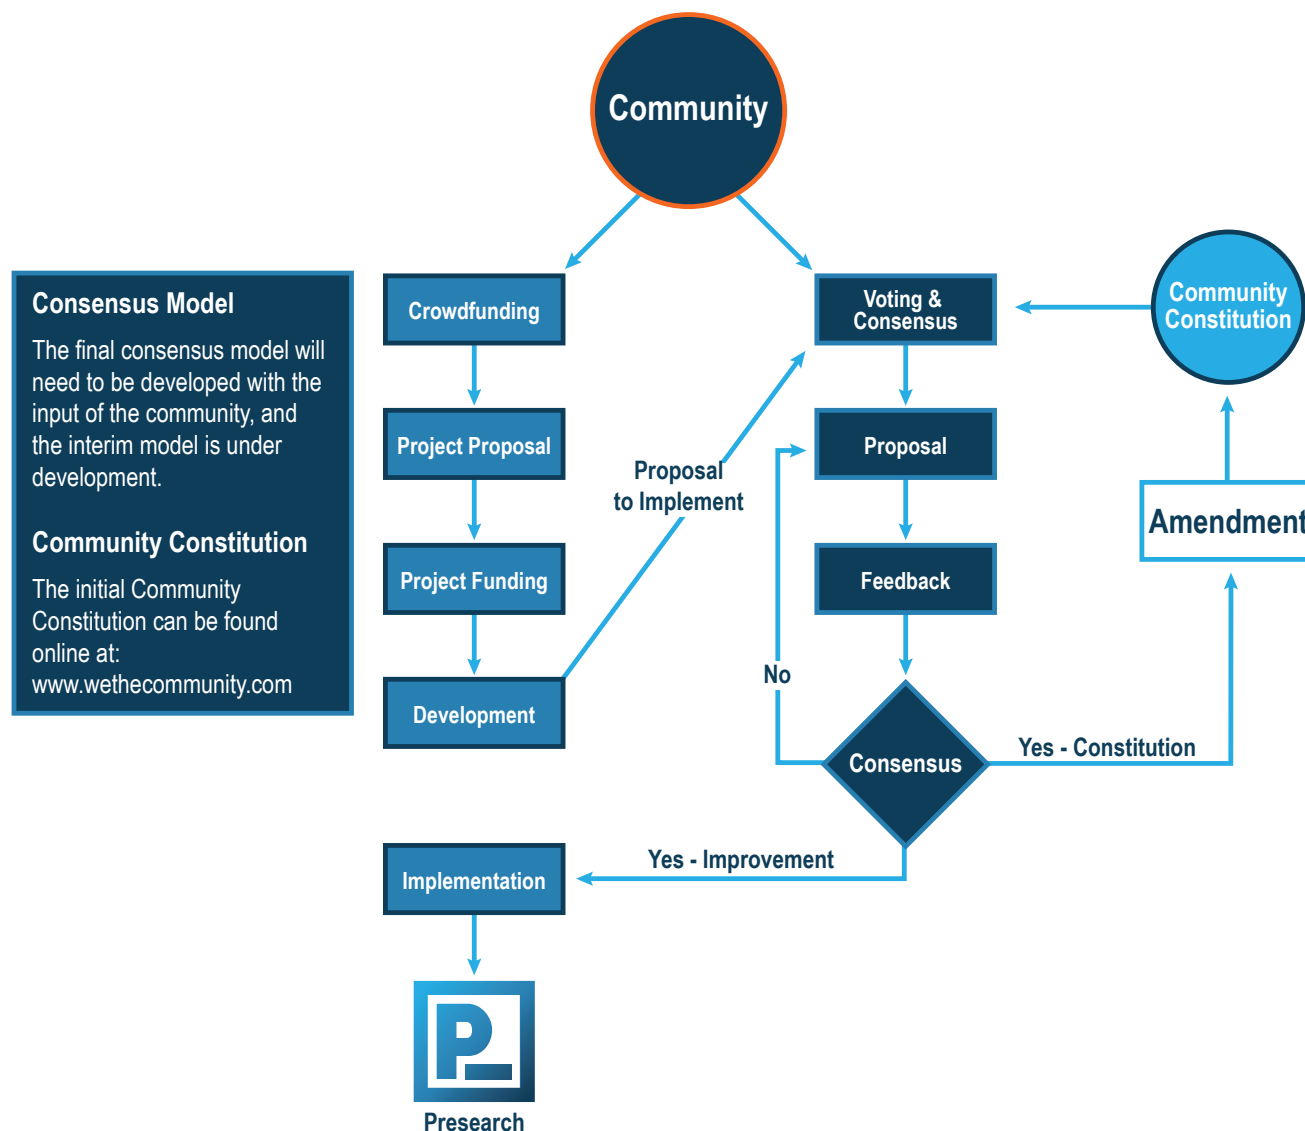 Community
Consensus Model
The final consensus model will
need to be developed with the
input of the community, and
the interim model is under
development.
Community Constitution
The initial Community
Constitution can be found
online at:
www.wethecommunity.com
Crowdfunding
Project Proposal
Project Funding
Development
Proposal
to Implement
Voting &
Consensus
Proposal
Feedback
No
Consensus
Yes - Constitution
Amendment
Community
Constitution
Yes - Improvement
Implementation
P
Presearch